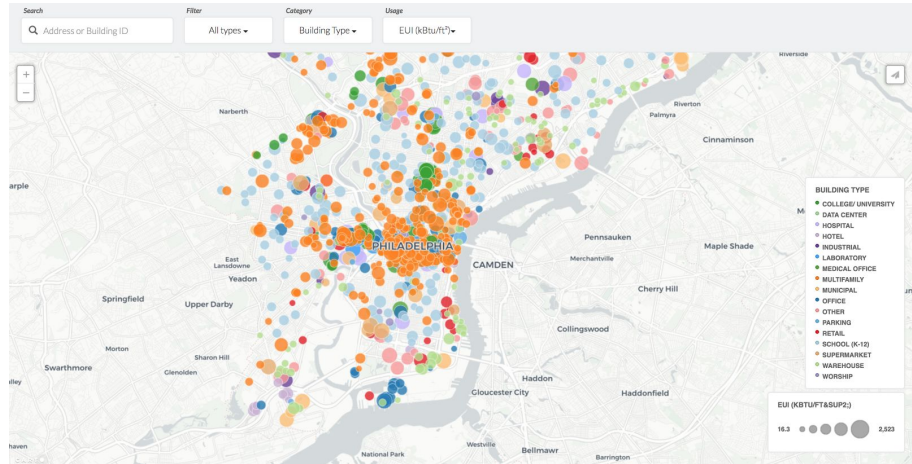 Search
Filter
Category
Usage
Address or Building ID
All types
Building Type
EUI (kBtu/ft²)
+
−
Riverside
Narberth
Riverton
Palmyra
Cinnaminson
arple
PHILADELPHIA
CAMDEN
Pennsauken
Merchantville
Maple Shade
East
Lansdowne
Yeadon
Springfield
Upper Darby
Cherry Hill
Collingswood
Morton
Sharon Hill
Glenolden
Swarthmore
Haddon
Gloucester City
Haddonfield
Westville
Bellmawr
National Park
Barrington
haven
BUILDING TYPE
COLLEGE/ UNIVERSITY
DATA CENTER
HOSPITAL
HOTEL
INDUSTRIAL
LABORATORY
MEDICAL OFFICE
MULTIFAMILY
MUNICIPAL
OFFICE
OTHER
PARKING
RETAIL
SCHOOL (K-12)
SUPERMARKET
WAREHOUSE
WORSHIP
EUI (KBTU/FT&SUP2;)
16.3
2,523